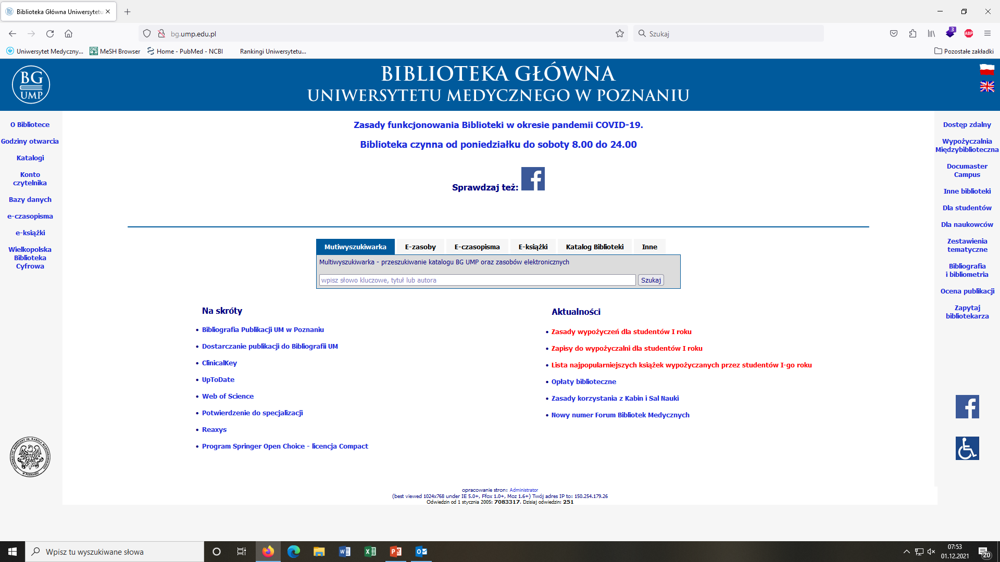 Biblioteka Główna Uniwersytetu
bg.ump.edu.pl
Szukaj
3
ABP
Uniwersytet Medyczny...
MeSH Browser
Home - PubMed - NCBI
Rankingi Uniwersytetu...
Pozostałe zakładki
BG
UMP
BIBLIOTEKA GŁÓWNA
UNIWERSYTETU MEDYCZNEGO W POZNANIU
O Bibliotece
Godziny otwarcia
Katalogi
Konto
czytelnika
Bazy danych
e-czasopisma
e-książki
Wielkopolska
Biblioteka
Cyfrowa
Zasady funkcjonowania Biblioteki w okresie pandemii COVID-19.
Biblioteka czynna od poniedziałku do soboty 8.00 do 24.00
Sprawdzaj też:
Mutiwyszukiwarka
E-zasoby
E-czasopisma
E-książki
Katalog Biblioteki
Inne
Multiwyszukiwarka - przeszukiwanie katalogu BG UMP oraz zasobów elektronicznych
wpisz słowo kluczowe, tytuł lub autora
Szukaj
Na skróty
• Bibliografia Publikacji UM w Poznaniu
• Dostarczanie publikacji do Bibliografii UM
• ClinicalKey
• UpToDate
• Web of Science
• Potwierdzenie do specjalizacji
• Reaxys
• Program Springer Open Choice - licencja Compact
Aktualności
• Zasady wypożyczeń dla studentów I roku
• Zapisy do wypożyczalni dla studentów I roku
• Lista najpopularniejszych książek wypożyczanych przez studentów I-go roku
• Opłaty biblioteczne
• Zasady korzystania z Kabin i Sal Nauki
• Nowy numer Forum Bibliotek Medycznych
Dostęp zdalny
Wypożyczalnia
Międzybiblioteczna
Documaster
Campus
Inne biblioteki
Dla studentów
Dla naukowców
Zestawienia
tematyczne
Bibliografia
i bibliometria
Ocena publikacji
Zapytaj
bibliotekarza
opracowanie stron: Administrator
(best viewed 1024x768 under IE 5.0+, Ffox 1.0+, Moz 1.6+) Twój adres IP to: 150.254.179.26
Odwiedzin od 1 stycznia 2005: 7083317. Dzisiaj odwiedzin: 251
Wpisz tu wyszukiwane słowa
07:53
01.12.2021
20